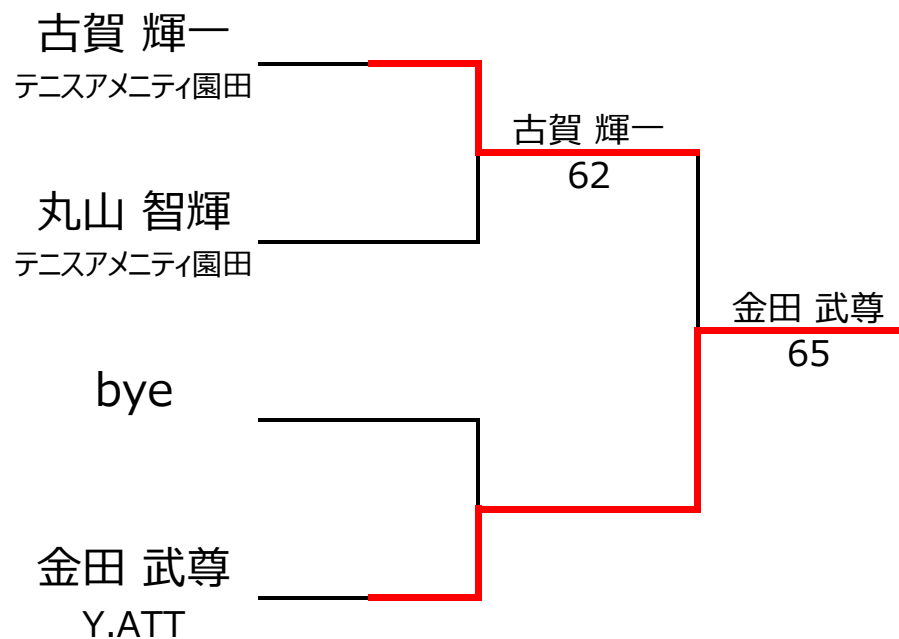 古賀 輝一
テニスアメニティ園田
古賀 輝一
62
丸山 智輝
テニスアメニティ園田
金田 武尊
65
bye
金田 武尊
Y.ATT